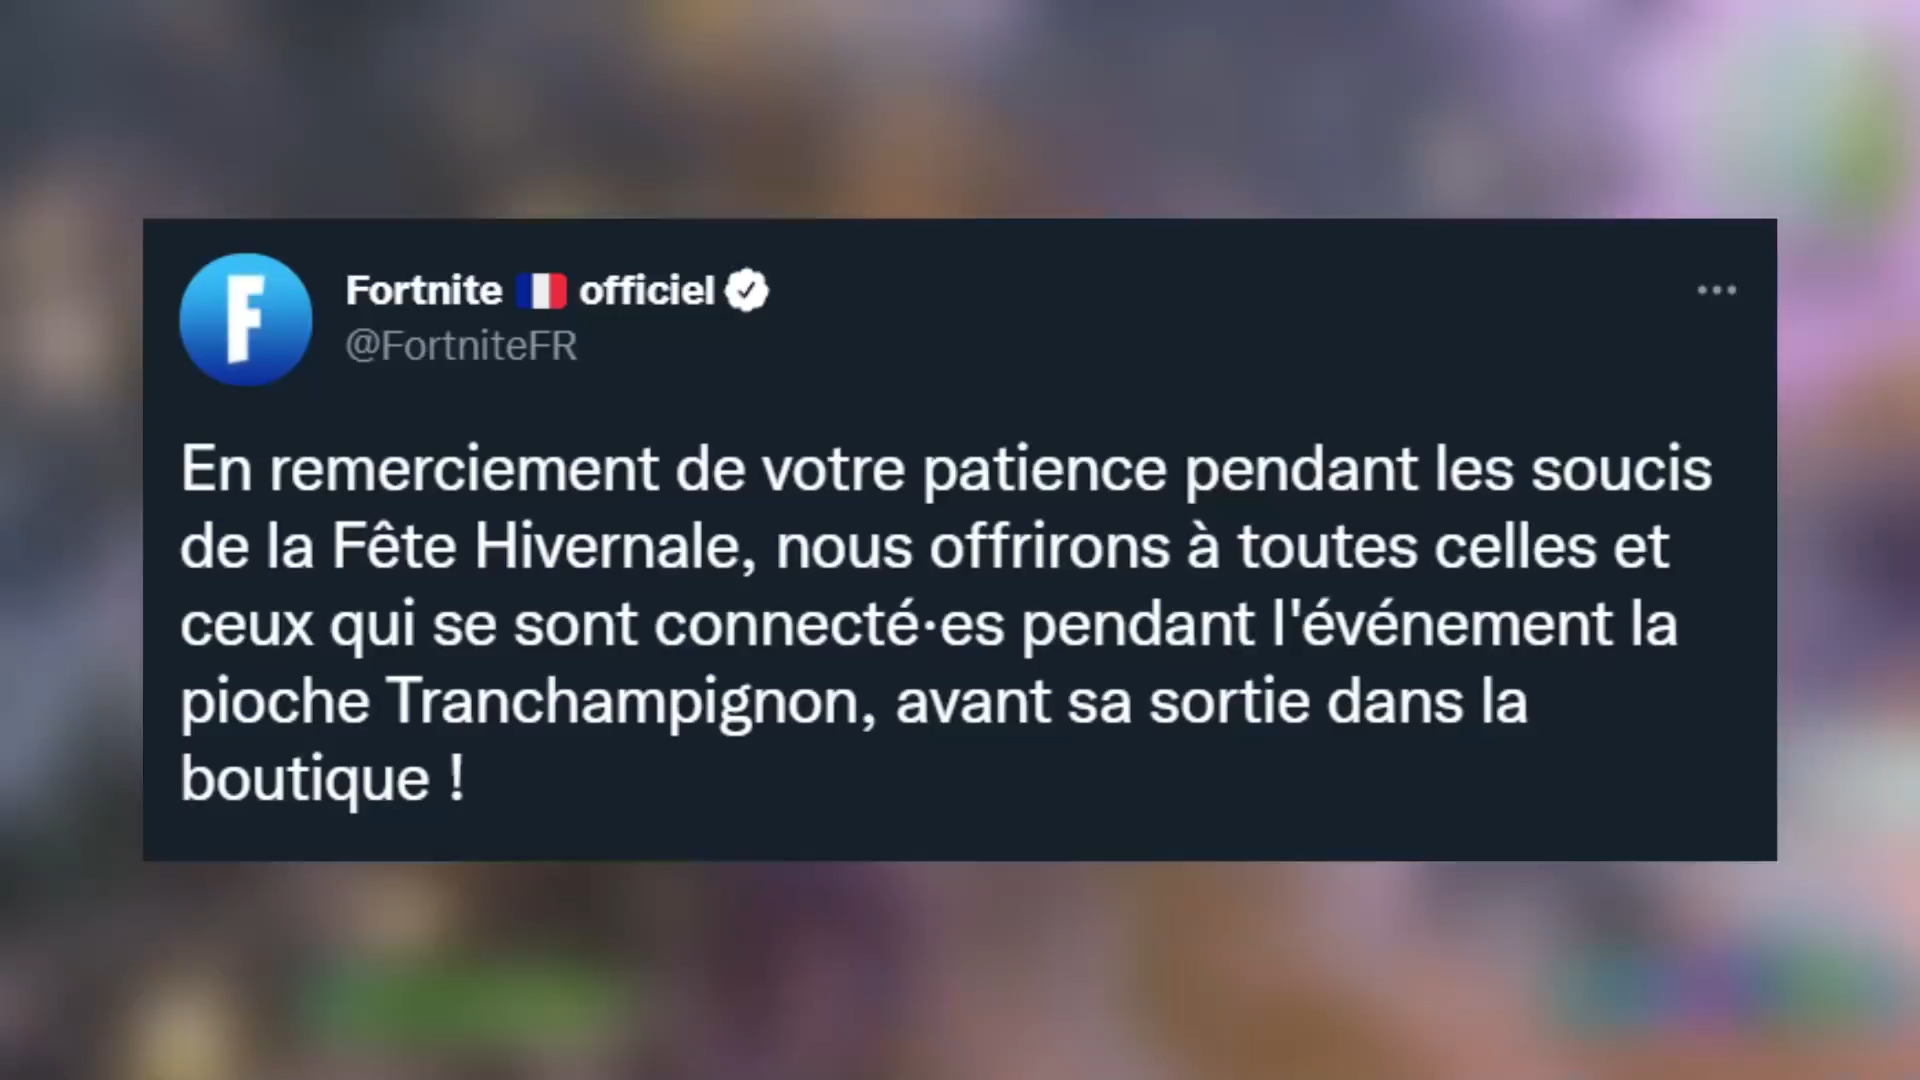 Fortnite 🇫🇷 officiel
@FortniteFR
En remerciement de votre patience pendant les soucis
de la Fête Hivernale, nous offrirons à toutes celles et
ceux qui se sont connecté·es pendant l'événement la
pioche Tranchampignon, avant sa sortie dans la
boutique !